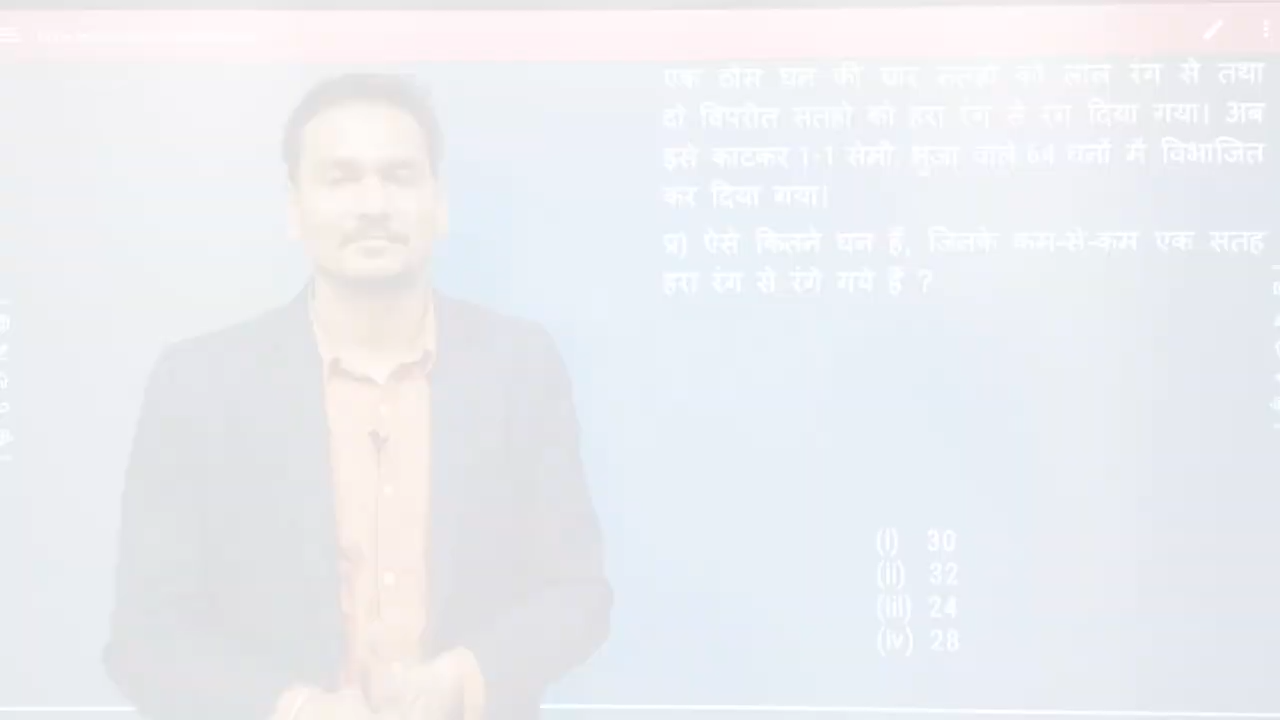 एक ठोस घन की चार सतहों को लाल रंग से तथा
दो विपरीत सतहों को हरा रंग से रंग दिया गया। अब
इसे काटकर 1-1 सेमी. भुजा वाले 64 घनों में विभाजित
कर दिया गया।
प्र) ऐसे कितने घन हैं, जिनके कम-से-कम एक सतह
हरा रंग से रंगे गये हैं ?
(i) 30
(ii) 32
(iii) 24
(iv) 28